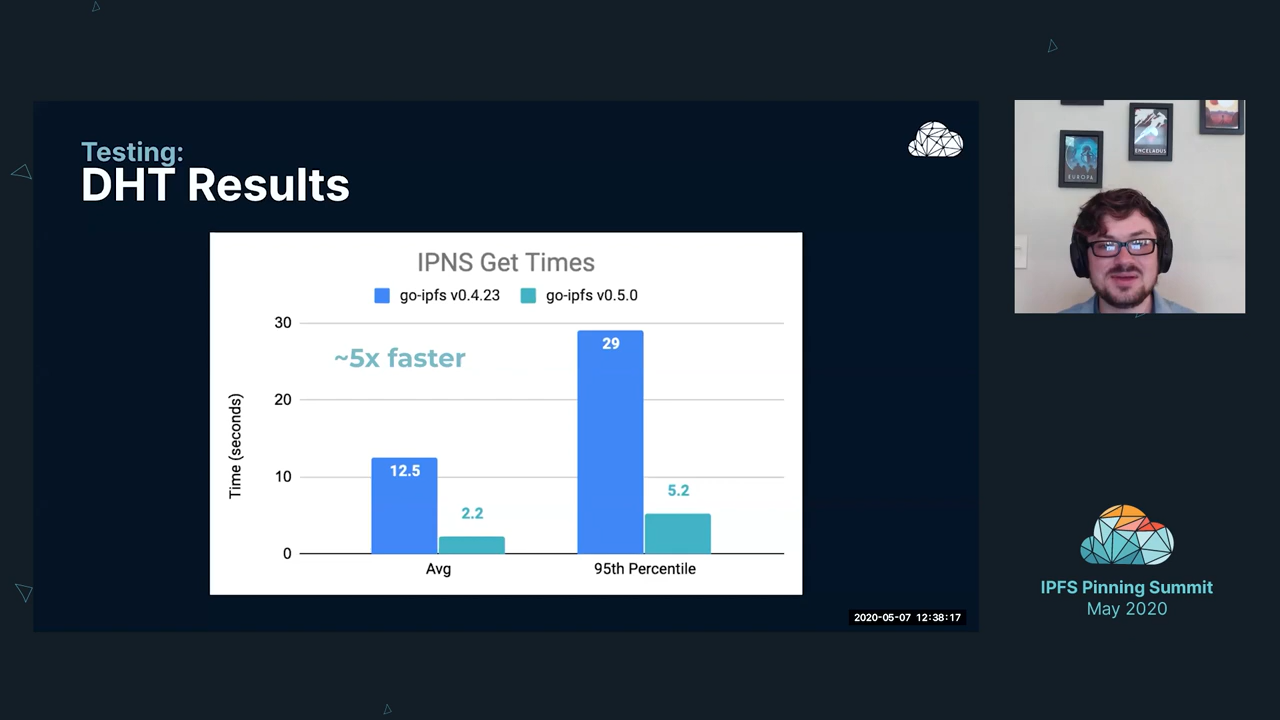 Testing:
DHT Results
IPNS Get Times
go-ipfs v0.4.23 go-ipfs v0.5.0
30
~5x faster
29
20
Time (seconds)
12.5
10
5.2
2.2
0
Avg 95th Percentile
2020-05-07 12:38:17
EUROPA
ENCELADUS
IPFS Pinning Summit
May 2020